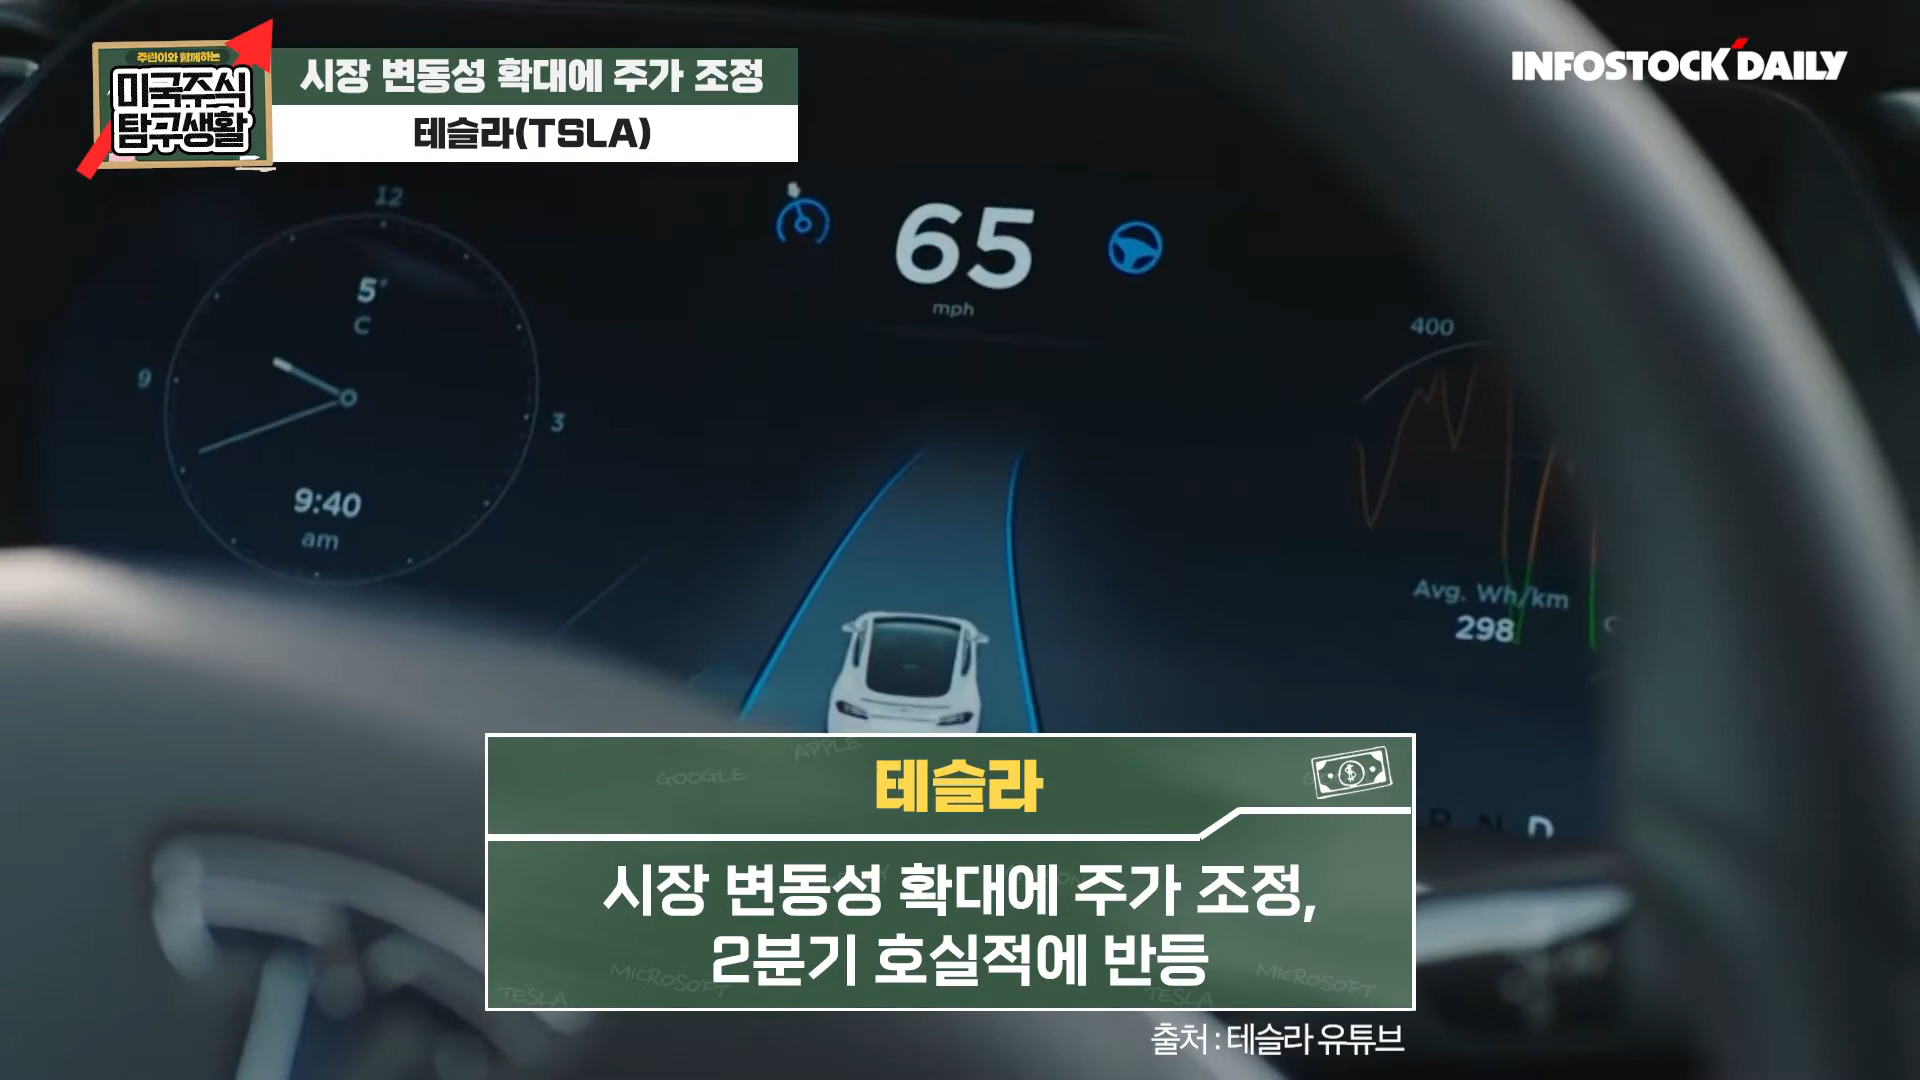 주린이와 함께하는
미국주식
탐구생활
시장 변동성 확대에 주가 조정
테슬라(TSLA)
INFOSTOCK DAILY
12
5°
C
9
3
9:40
am
65
mph
400
Avg. Wh/km
298
R N D
GOOGLE
APPLE
테슬라
시장 변동성 확대에 주가 조정,
2분기 호실적에 반등
TESLA
MICROSOFT
TESLA
MICROSOFT
출처 : 테슬라 유튜브